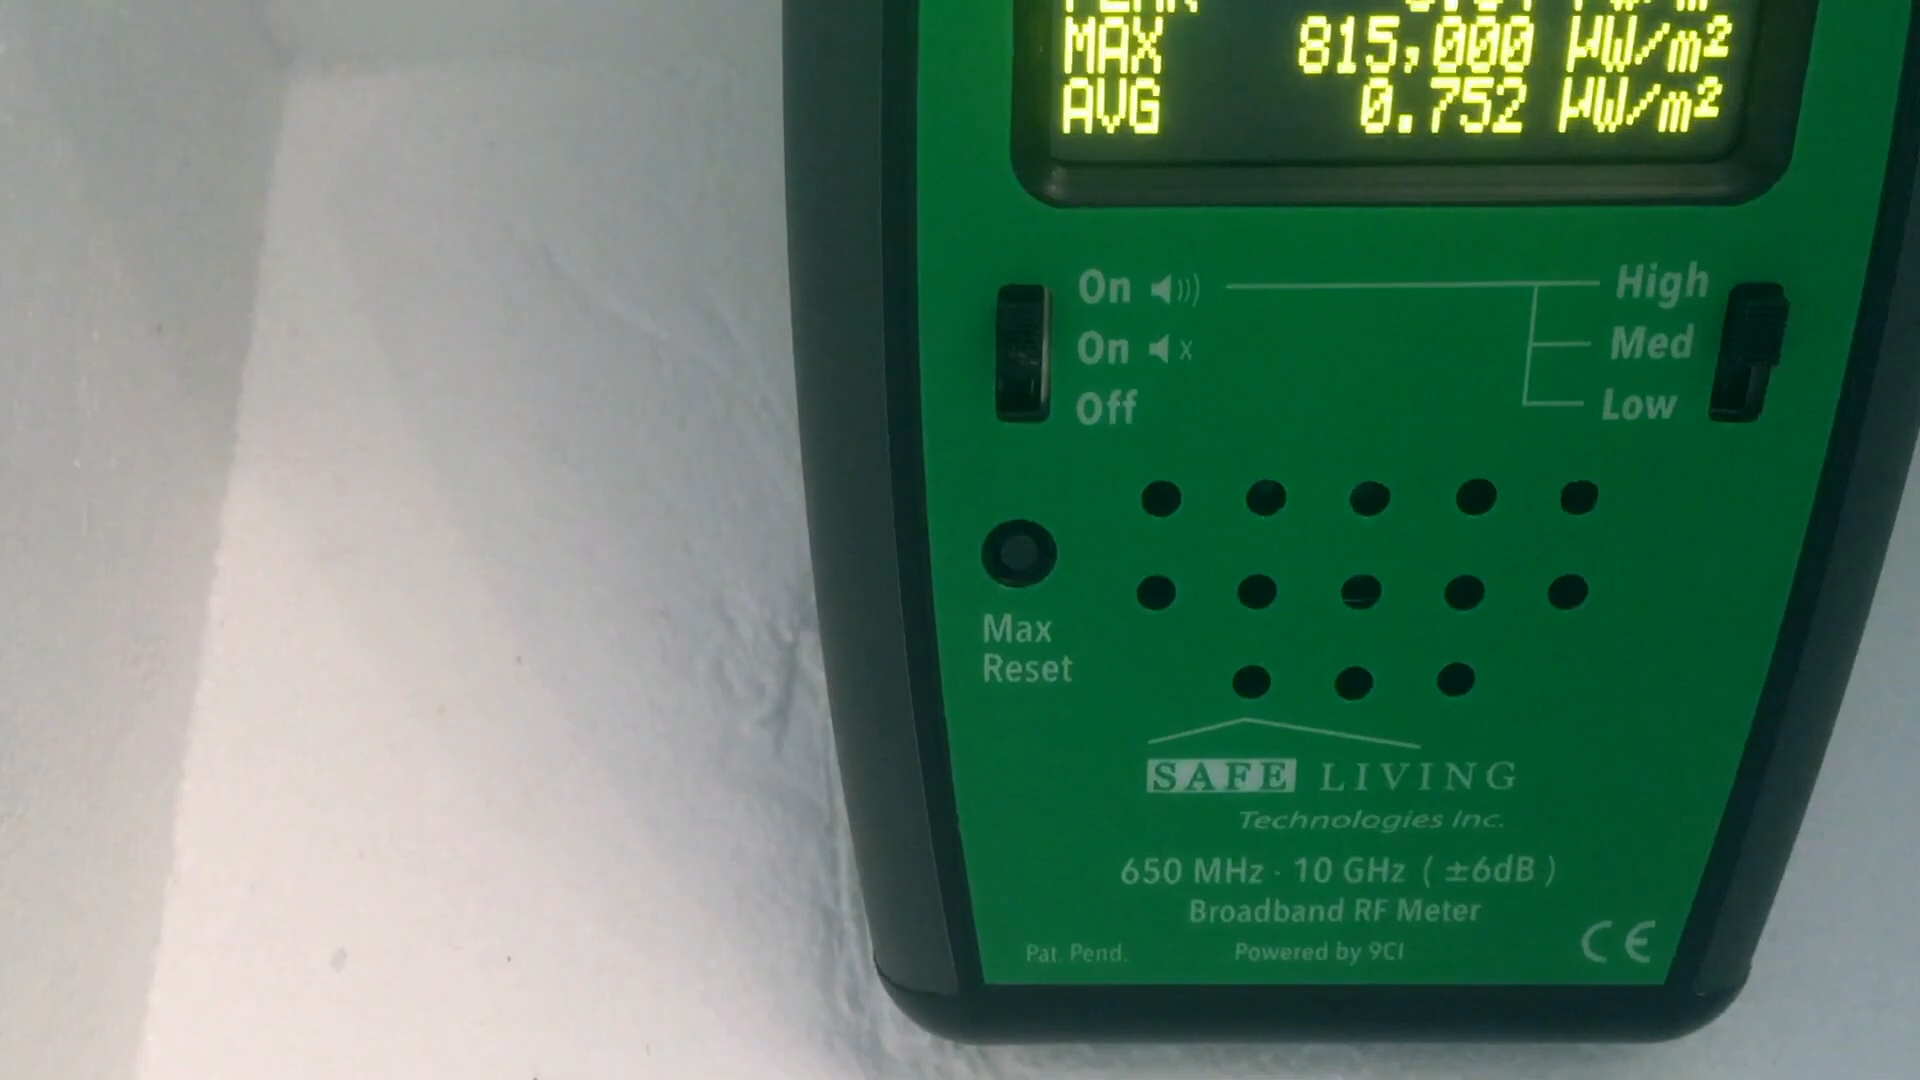 MAX 815,000 µW/m²
AVG 0.752 µW/m²
On High
On x Med
Off Low
Max
Reset
SAFE LIVING
Technologies Inc.
650 MHz · 10 GHz ( ±6dB )
Broadband RF Meter
Pat. Pend. Powered by 9CI CE